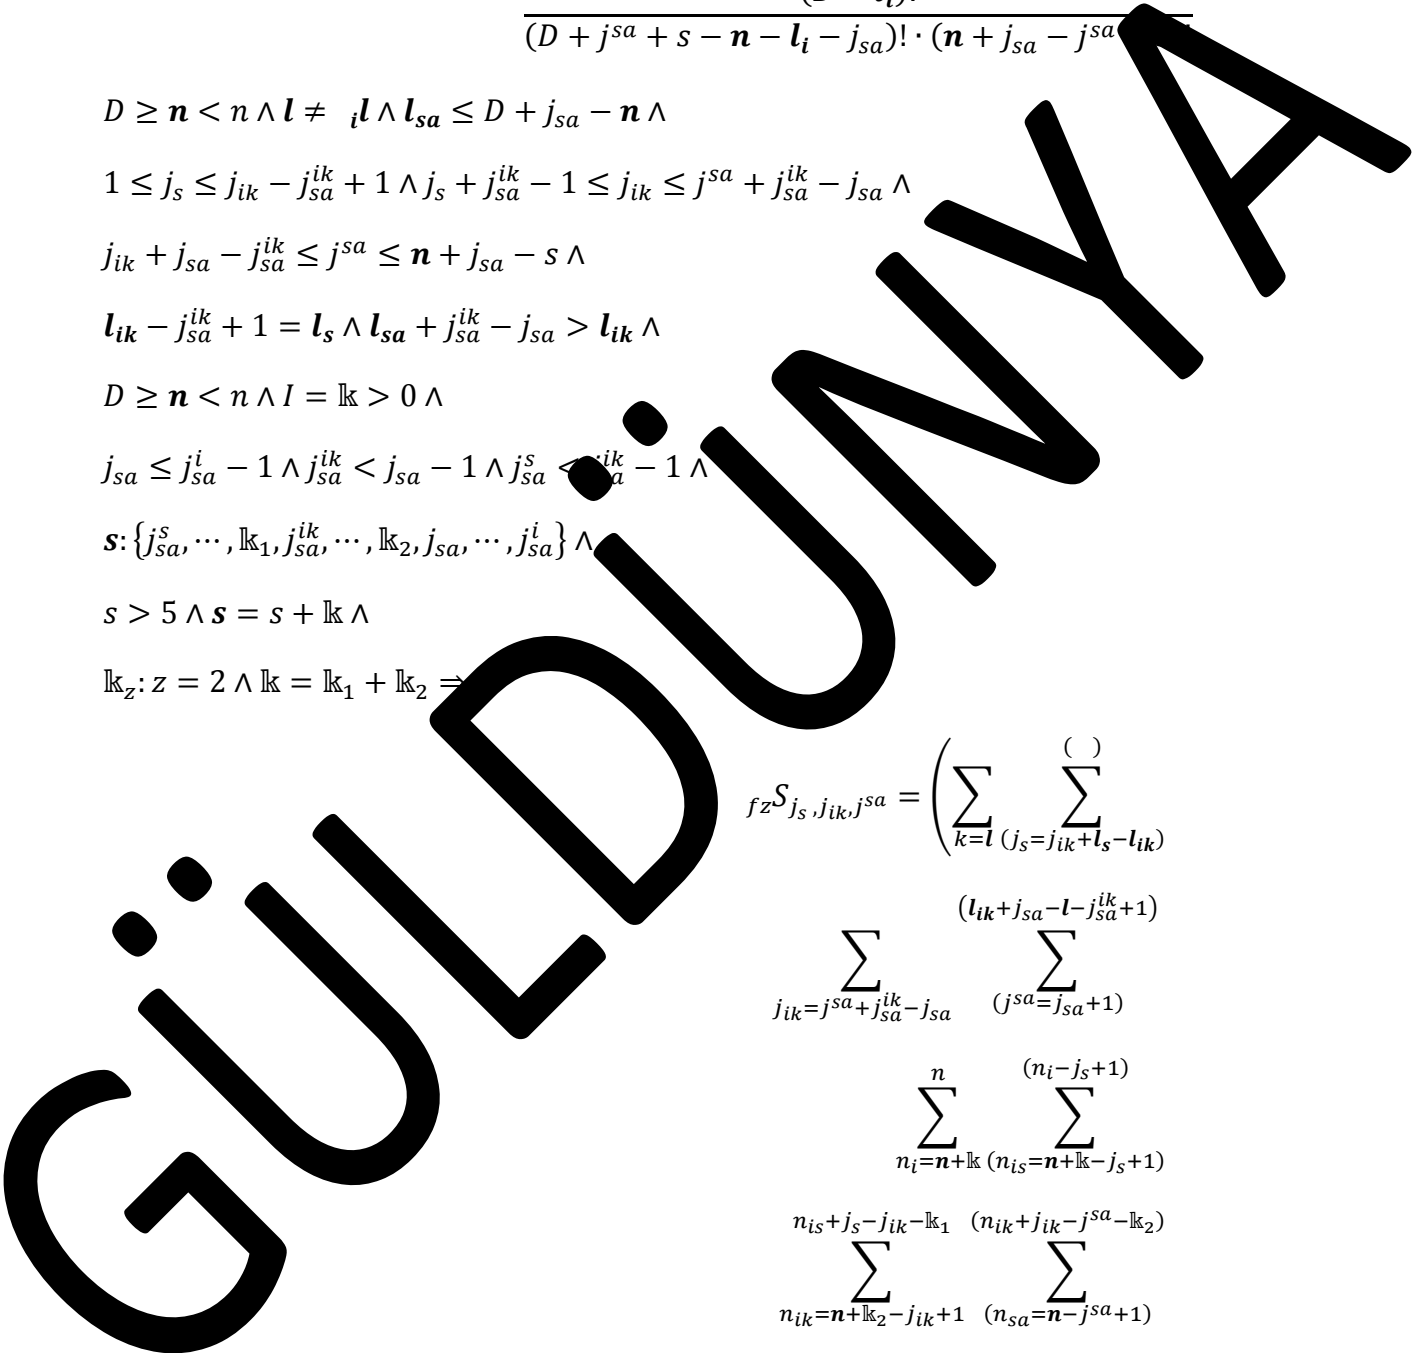 (D + j^{sa} + s − n − l_i − j_{sa})! · (n + j_{sa} − j^{sa}
D ≥ n < n ∧ l ≠ _il ∧ l_{sa} ≤ D + j_{sa} − n ∧
1 ≤ j_s ≤ j_{ik} − j_{sa}^{ik} + 1 ∧ j_s + j_{sa}^{ik} − 1 ≤ j_{ik} ≤ j^{sa} + j_{sa}^{ik} − j_{sa} ∧
j_{ik} + j_{sa} − j_{sa}^{ik} ≤ j^{sa} ≤ n + j_{sa} − s ∧
l_{ik} − j_{sa}^{ik} + 1 = l_s ∧ l_{sa} + j_{sa}^{ik} − j_{sa} > l_{ik} ∧
D ≥ n < n ∧ I = 𝕜 > 0 ∧
j_{sa} ≤ j_{sa}^{i} − 1 ∧ j_{sa}^{ik} < j_{sa} − 1 ∧ j_{sa}^{s} < j_{sa}^{ik} − 1 ∧
s: {j_{sa}^{s}, ⋯ , 𝕜_1, j_{sa}^{ik}, ⋯ , 𝕜_2, j_{sa}, ⋯ , j_{sa}^{i}} ∧
s > 5 ∧ s = s + 𝕜 ∧
𝕜_z: z = 2 ∧ 𝕜 = 𝕜_1 + 𝕜_2 ⇒
_{fz}S_{j_s, j_{ik}, j^{sa}} = ( ∑_{k=l} ∑_{(j_s=j_{ik}+l_s−l_{ik})}^{( )}
∑_{j_{ik}=j^{sa}+j_{sa}^{ik}−j_{sa}} ∑_{(j^{sa}=j_{sa}+1)}^{(l_{ik}+j_{sa}−l−j_{sa}^{ik}+1)}
∑_{n_i=n+𝕜}^{n} ∑_{(n_{is}=n+𝕜−j_s+1)}^{(n_i−j_s+1)}
∑_{n_{ik}=n+𝕜_2−j_{ik}+1}^{n_{is}+j_s−j_{ik}−𝕜_1} ∑_{(n_{sa}=n−j^{sa}+1)}^{(n_{ik}+j_{ik}−j^{sa}−𝕜_2)}
GÜLDÜNYA